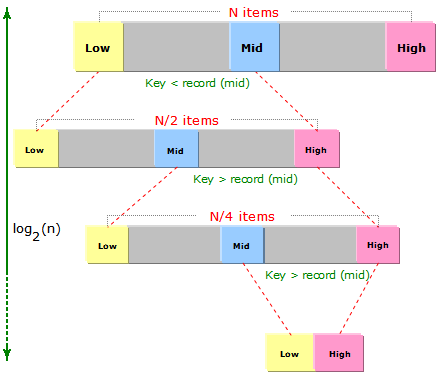 N items
Low Mid High
Key < record (mid)
N/2 items
Low Mid High
Key > record (mid)
N/4 items
log2(n)
Low Mid High
Key > record (mid)
Low High